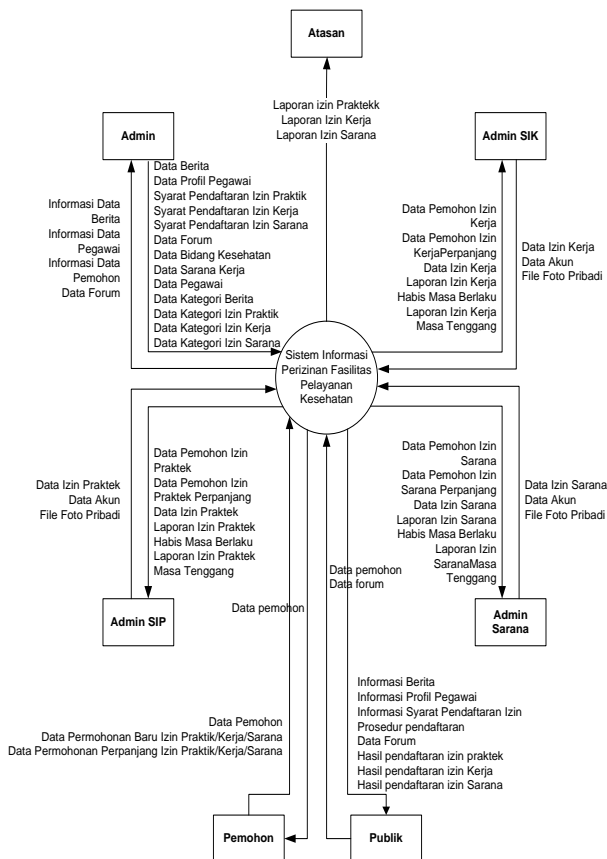 Atasan
Laporan izin Praktekk
Laporan Izin Kerja
Laporan Izin Sarana
Admin
Admin SIK
Informasi Data
Berita
Informasi Data
Pegawai
Informasi Data
Pemohon
Data Forum
Data Berita
Data Profil Pegawai
Syarat Pendaftaran Izin Praktik
Syarat Pendaftaran Izin Kerja
Syarat Pendaftaran Izin Sarana
Data Forum
Data Bidang Kesehatan
Data Sarana Kerja
Data Pegawai
Data Kategori Berita
Data Kategori Izin Praktik
Data Kategori Izin Kerja
Data Kategori Izin Sarana
Data Pemohon Izin
Kerja
Data Pemohon Izin
KerjaPerpanjang
Data Izin Kerja
Laporan Izin Kerja
Habis Masa Berlaku
Laporan Izin Kerja
Masa Tenggang
Data Izin Kerja
Data Akun
File Foto Pribadi
Sistem Informasi
Perizinan Fasilitas
Pelayanan
Kesehatan
Data Izin Praktek
Data Akun
File Foto Pribadi
Data Pemohon Izin
Praktek
Data Pemohon Izin
Praktek Perpanjang
Data Izin Praktek
Laporan Izin Praktek
Habis Masa Berlaku
Laporan Izin Praktek
Masa Tenggang
Data Pemohon Izin
Sarana
Data Pemohon Izin
Sarana Perpanjang
Data Izin Sarana
Laporan Izin Sarana
Habis Masa Berlaku
Laporan Izin
SaranaMasa
Tenggang
Data Izin Sarana
Data Akun
File Foto Pribadi
Admin SIP
Data pemohon
Data pemohon
Data forum
Admin
Sarana
Data Pemohon
Data Permohonan Baru Izin Praktik/Kerja/Sarana
Data Permohonan Perpanjang Izin Praktik/Kerja/Sarana
Informasi Berita
Informasi Profil Pegawai
Informasi Syarat Pendaftaran Izin
Prosedur pendaftaran
Data Forum
Hasil pendaftaran izin praktek
Hasil pendaftaran izin Kerja
Hasil pendaftaran izin Sarana
Pemohon
Publik